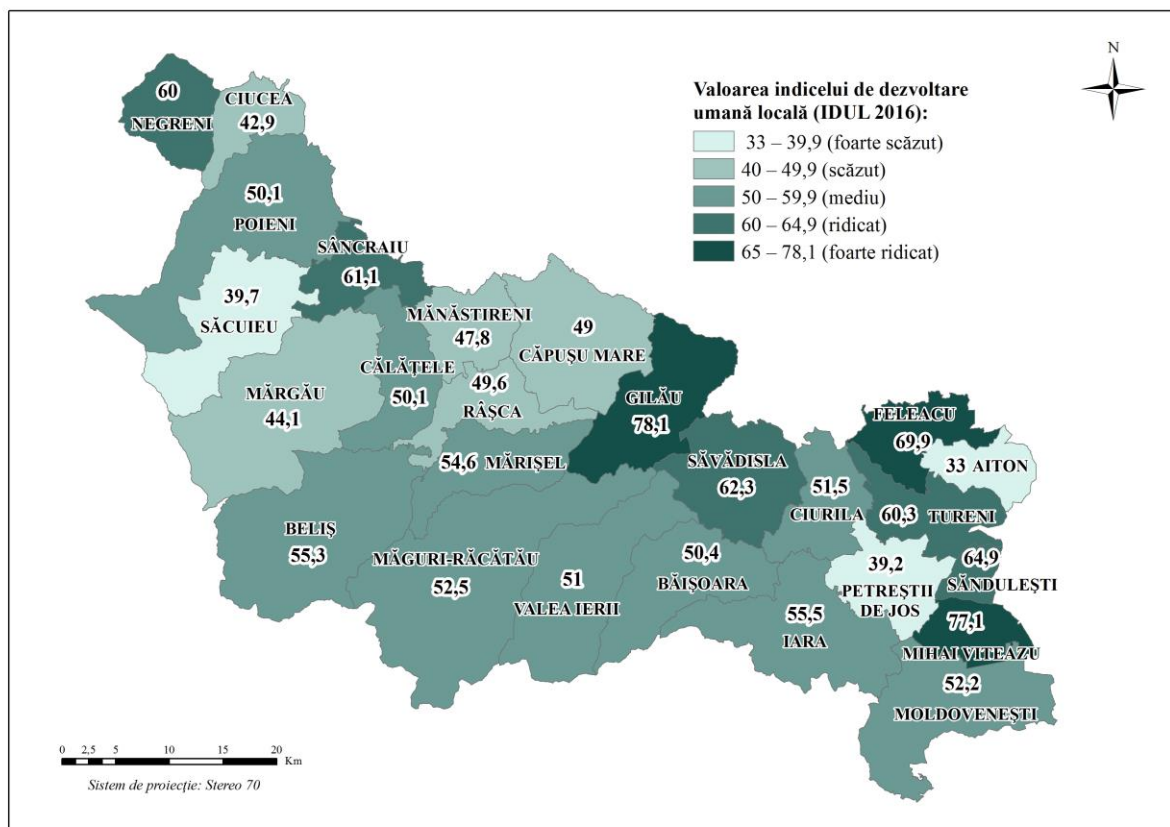 N
Valoarea indicelui de dezvoltare
umană locală (IDUL 2016):
33 – 39,9 (foarte scăzut)
40 – 49,9 (scăzut)
50 – 59,9 (mediu)
60 – 64,9 (ridicat)
65 – 78,1 (foarte ridicat)
60
NEGRENI
CIUCEA
42,9
50,1
POIENI
SÂNCRAIU
61,1
39,7
SĂCUIEU
MĂNĂSTIRENI
47,8
49
CĂPUȘU MARE
CĂLĂȚELE
50,1
MĂRGĂU
44,1
49,6
RÂȘCA
GILĂU
78,1
FELEACU
69,9
33 AITON
54,6 MĂRIȘEL
SĂVĂDISLA
62,3
51,5
CIURILA
60,3 TURENI
BELIȘ
55,3
MĂGURI-RĂCĂTĂU
52,5
51
VALEA IERII
50,4
BĂIȘOARA
39,2
PETREȘTII
DE JOS
64,9
SĂNDULEȘTI
55,5
IARA
77,1
MIHAI VITEAZU
52,2
MOLDOVENEȘTI
0 2,5 5 10 15 20
Km
Sistem de proiecție: Stereo 70